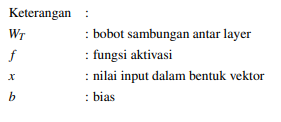 Keterangan :
W_T : bobot sambungan antar layer
f : fungsi aktivasi
x : nilai input dalam bentuk vektor
b : bias